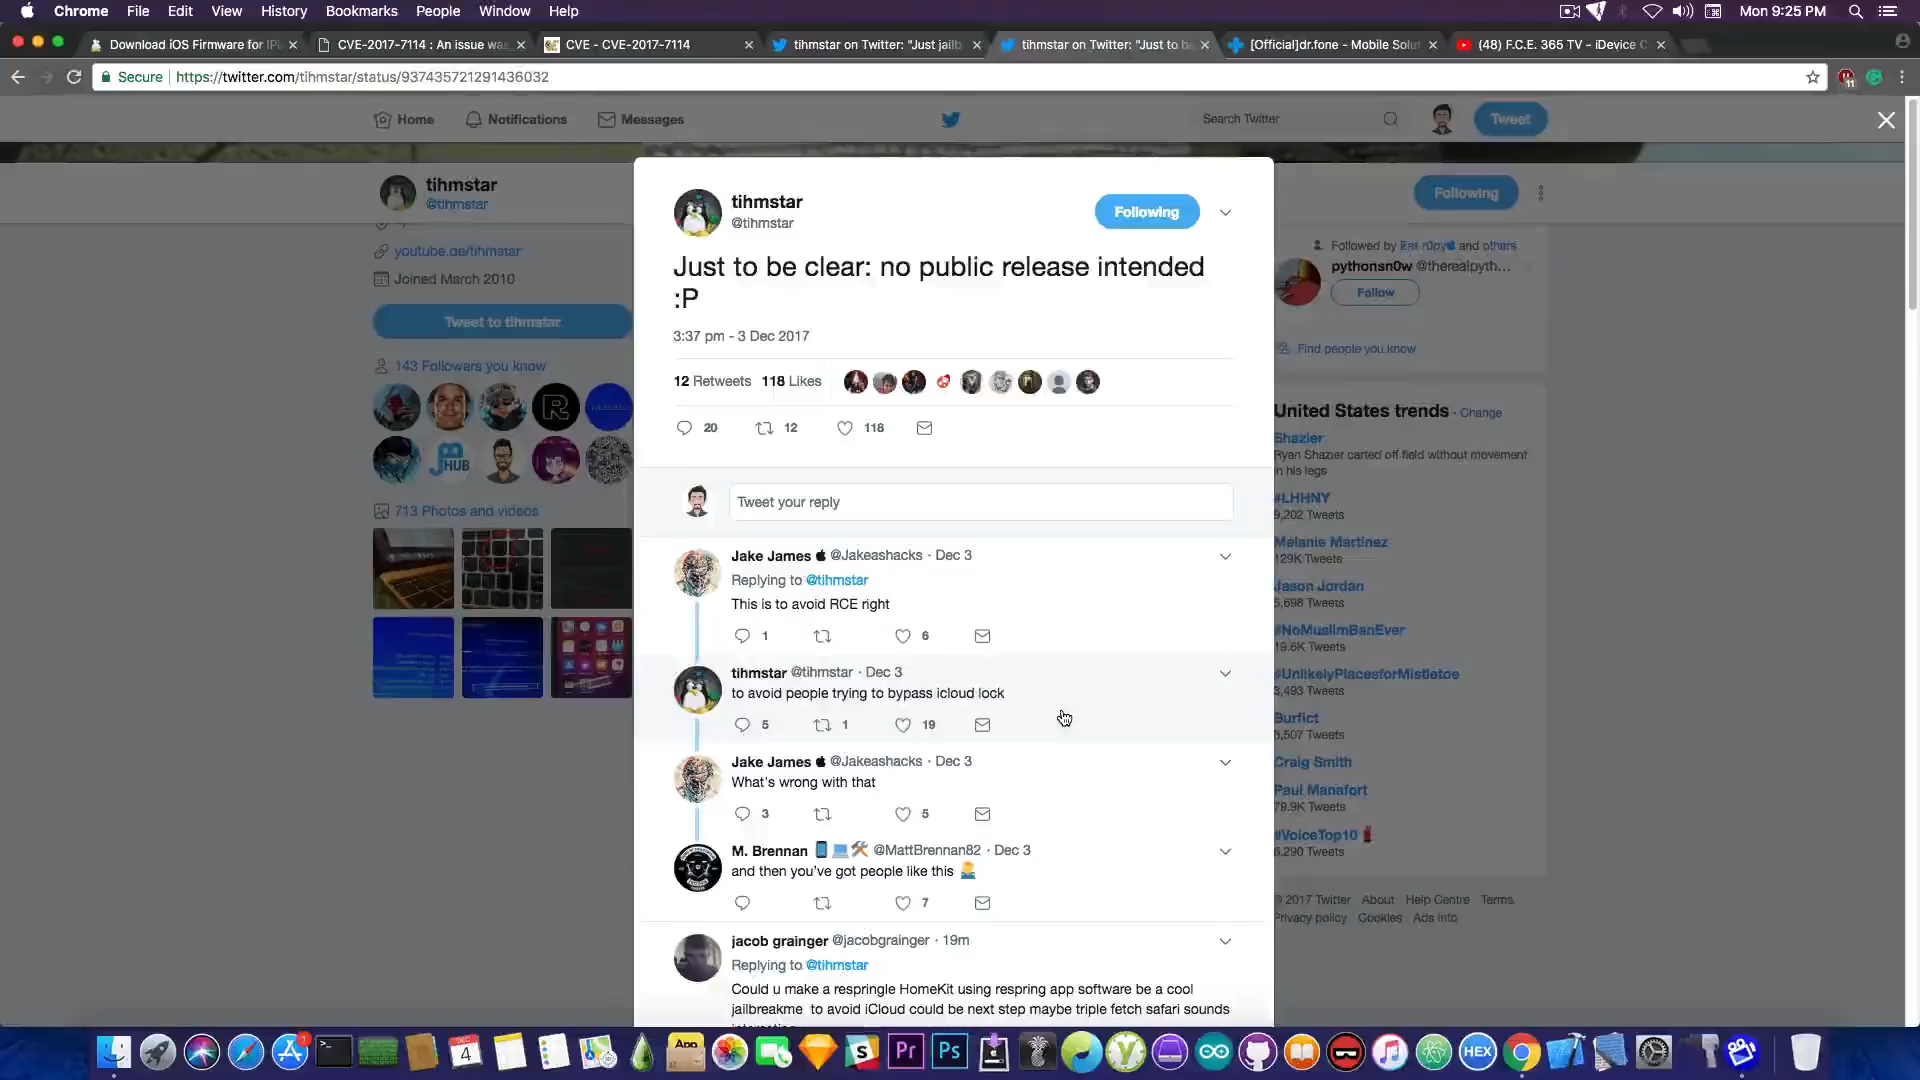 Chrome File Edit View History Bookmarks People Window Help
Mon 9:25 PM
Download iOS Firmware for iP
CVE-2017-7114 : An issue was
CVE - CVE-2017-7114
tihmstar on Twitter: "Just jailb
tihmstar on Twitter: "Just to be
[Official]dr.fone - Mobile Solut
(48) F.C.E. 365 TV - iDevice C
Secure https://twitter.com/tihmstar/status/937435721291436032
11
Home Notifications Messages
Search Twitter
Tweet
tihmstar
@tihmstar
Following
youtube.de/tihmstar
Joined March 2010
Tweet to tihmstar
143 Followers you know
R
HUB
713 Photos and videos
tihmstar
@tihmstar
Following
Just to be clear: no public release intended
:P
3:37 pm - 3 Dec 2017
12 Retweets 118 Likes
20 12 118
Tweet your reply
Jake James @Jakeashacks · Dec 3
Replying to @tihmstar
This is to avoid RCE right
1 6
tihmstar @tihmstar · Dec 3
to avoid people trying to bypass icloud lock
5 1 19
Jake James @Jakeashacks · Dec 3
What's wrong with that
3 5
M. Brennan @MattBrennan82 · Dec 3
and then you've got people like this
7
jacob grainger @jacobgrainger · 19m
Replying to @tihmstar
Could u make a respringle HomeKit using respring app software be a cool
jailbreakme to avoid iCloud could be next step maybe triple fetch safari sounds
Followed by and others
pythonsn0w @therealpyth...
Follow
Find people you know
United States trends · Change
Shazier
Ryan Shazier carted off field without movement
in his legs
#LHHNY
9,202 Tweets
Melanie Martinez
129K Tweets
Jason Jordan
5,698 Tweets
#NoMuslimBanEver
19.6K Tweets
#UnlikelyPlacesforMistletoe
3,493 Tweets
Burfict
5,507 Tweets
Craig Smith
Paul Manafort
79.9K Tweets
#VoiceTop10
6,290 Tweets
© 2017 Twitter About Help Centre Terms
Privacy policy Cookies Ads info
1
DEC
4
App
S
Pr
Ps
HEX